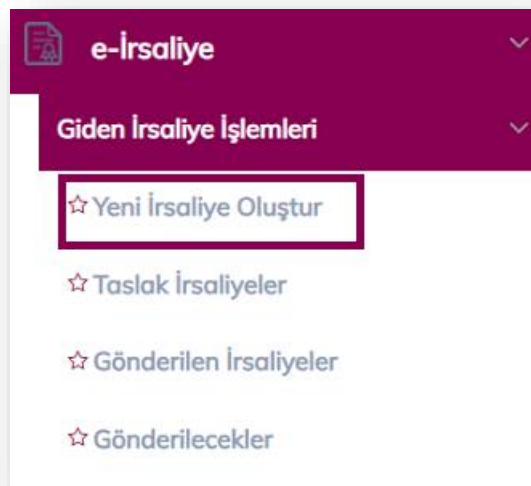 e-İrsaliye
Giden İrsaliye İşlemleri
Yeni İrsaliye Oluştur
Taslak İrsaliyeler
Gönderilen İrsaliyeler
Gönderilecekler